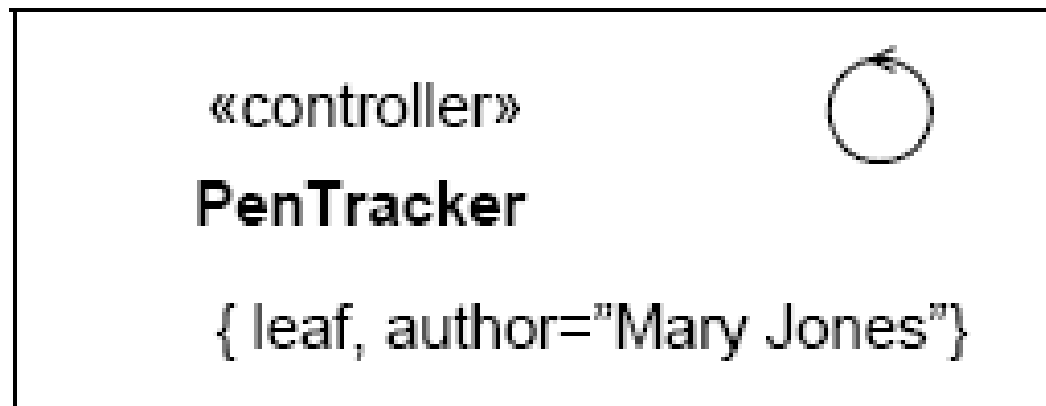 «controller»
PenTracker
{ leaf, author=”Mary Jones”}